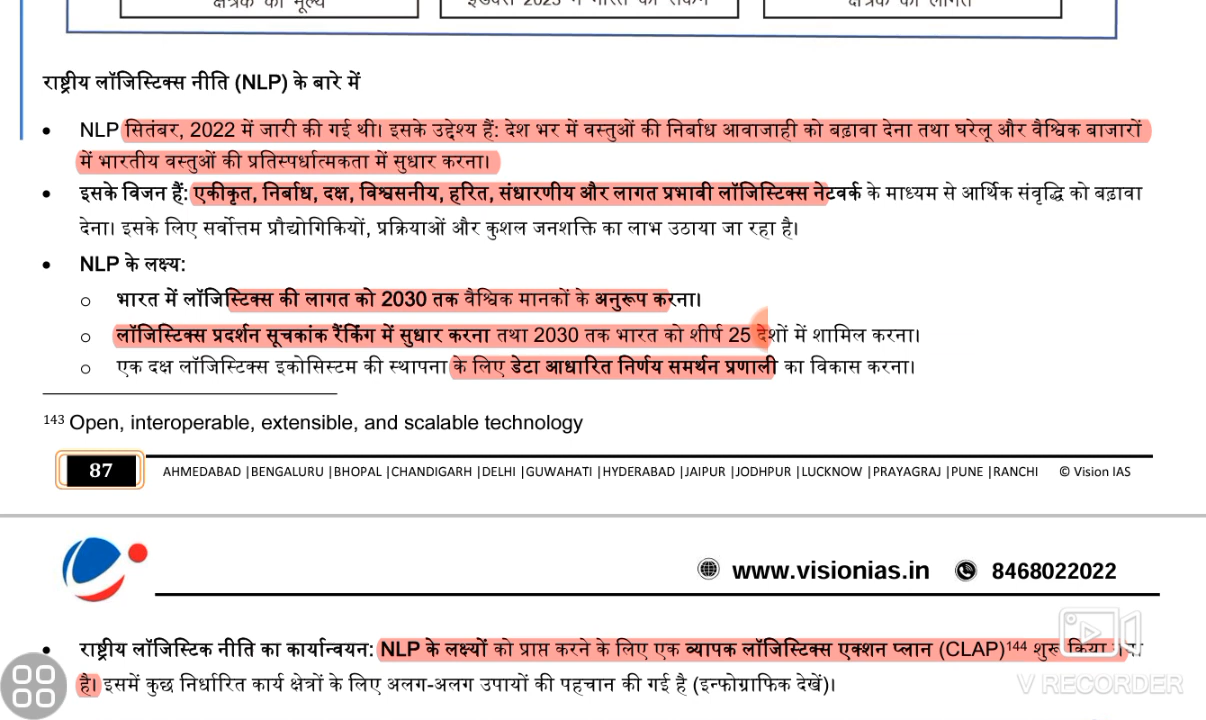 क्षेत्रक का मूल्य
क्षेत्रक की लागत
राष्ट्रीय लॉजिस्टिक्स नीति (NLP) के बारे में
• NLP सितंबर, 2022 में जारी की गई थी। इसके उद्देश्य हैं: देश भर में वस्तुओं की निर्बाध आवाजाही को बढ़ावा देना तथा घरेलू और वैश्विक बाजारों
में भारतीय वस्तुओं की प्रतिस्पर्धात्मकता में सुधार करना।
• इसके विजन हैं: एकीकृत, निर्बाध, दक्ष, विश्वसनीय, हरित, संधारणीय और लागत प्रभावी लॉजिस्टिक्स नेटवर्क के माध्यम से आर्थिक संवृद्धि को बढ़ावा
देना। इसके लिए सर्वोत्तम प्रौद्योगिकियों, प्रक्रियाओं और कुशल जनशक्ति का लाभ उठाया जा रहा है।
• NLP के लक्ष्य:
o भारत में लॉजिस्टिक्स की लागत को 2030 तक वैश्विक मानकों के अनुरूप करना।
o लॉजिस्टिक्स प्रदर्शन सूचकांक रैंकिंग में सुधार करना तथा 2030 तक भारत को शीर्ष 25 देशों में शामिल करना।
o एक दक्ष लॉजिस्टिक्स इकोसिस्टम की स्थापना के लिए डेटा आधारित निर्णय समर्थन प्रणाली का विकास करना।
143 Open, interoperable, extensible, and scalable technology
87 AHMEDABAD |BENGALURU |BHOPAL |CHANDIGARH |DELHI |GUWAHATI |HYDERABAD |JAIPUR |JODHPUR |LUCKNOW |PRAYAGRAJ |PUNE |RANCHI © Vision IAS
www.visionias.in 8468022022
• राष्ट्रीय लॉजिस्टिक नीति का कार्यान्वयन: NLP के लक्ष्यों को प्राप्त करने के लिए एक व्यापक लॉजिस्टिक्स एक्शन प्लान (CLAP)144 शुरू किया गया
है। इसमें कुछ निर्धारित कार्य क्षेत्रों के लिए अलग-अलग उपायों की पहचान की गई है (इन्फोग्राफिक देखें)।
V RECORDER